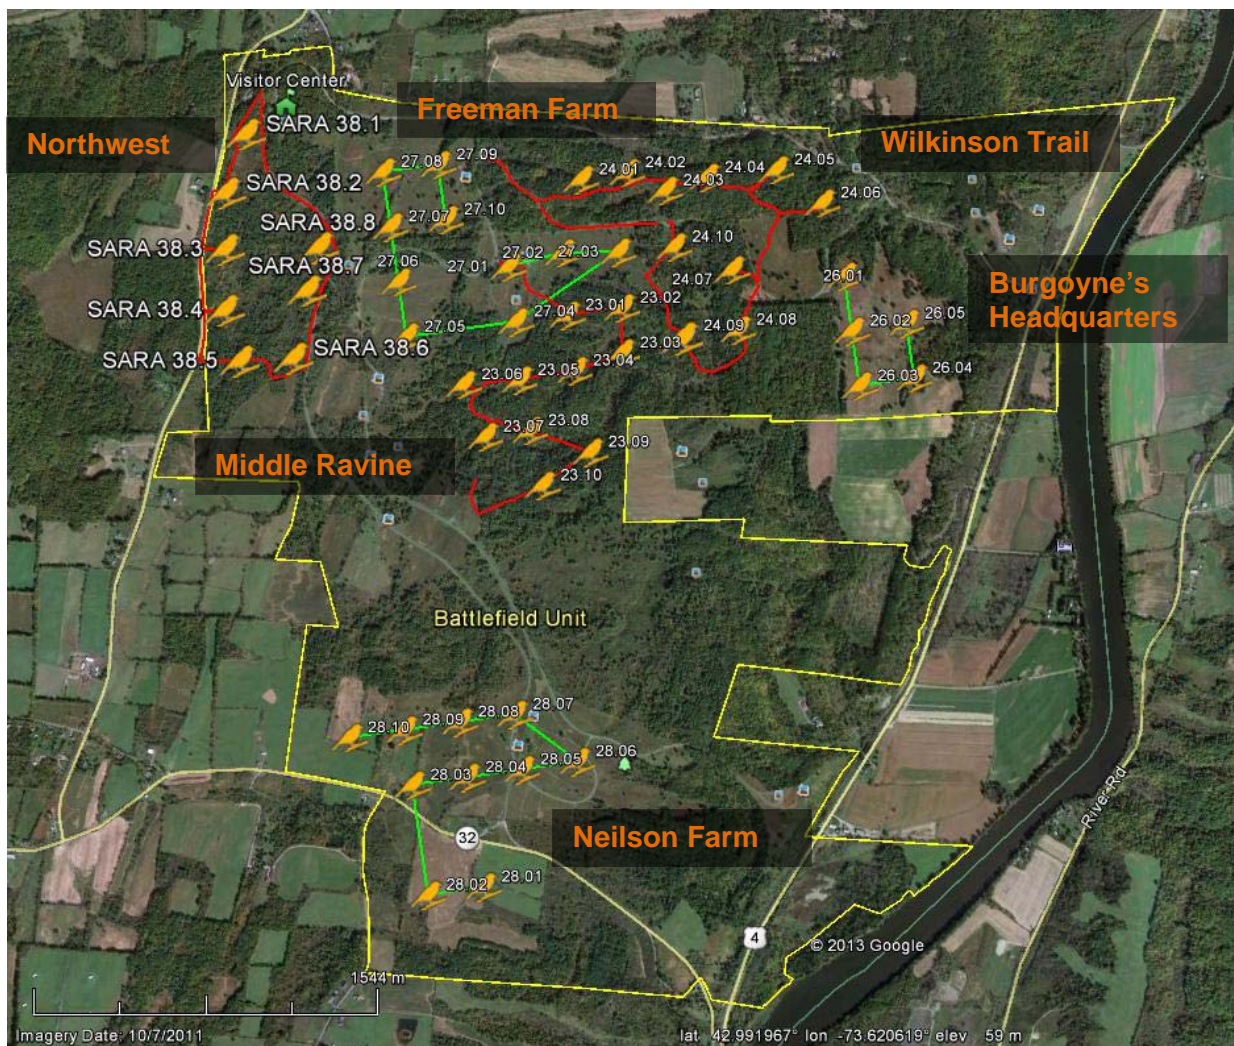 Visitor Center
Freeman Farm
SARA 38.1
Northwest
Wilkinson Trail
27.08
27.09
24.01
24.02
24.04
24.05
SARA 38.2
24.03
24.06
27.07
27.10
SARA 38.8
SARA 38.3
27.02
27.03
24.10
SARA 38.7
27.06
27.01
24.07
26.01
Burgoyne's
Headquarters
SARA 38.4
27.04
23.01
23.02
24.09
24.08
26.02
26.05
27.05
23.03
SARA 38.5
SARA 38.6
23.04
23.06
23.05
26.03
26.04
23.07
23.08
23.09
Middle Ravine
23.10
Battlefield Unit
28.10
28.09
28.08
28.07
28.03
28.04
28.05
28.06
River Rd
32
Neilson Farm
28.02
28.01
4
© 2013 Google
1544 m
Imagery Date: 10/7/2011
lat 42.991967° lon -73.620619° elev 59 m